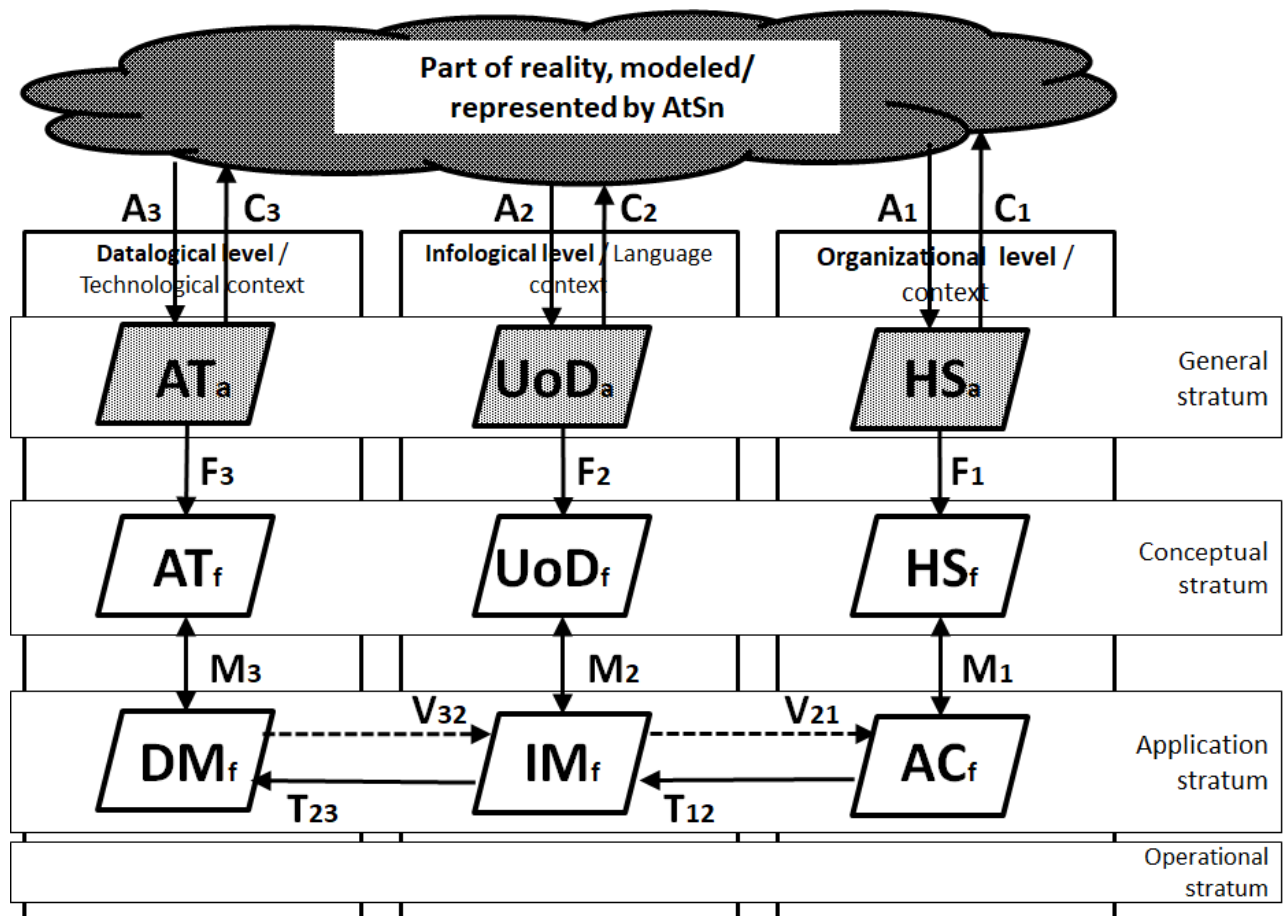 Part of reality, modeled/
represented by AtSn
A3 C3 A2 C2 A1 C1
Datalogical level /
Technological context
Infological level / Language
context
Organizational level /
context
ATa UoDa HSa
General
stratum
F3 F2 F1
ATf UoDf HSf
Conceptual
stratum
M3 M2 M1
V32 V21
DMf IMf ACf
Application
stratum
T23 T12
Operational
stratum